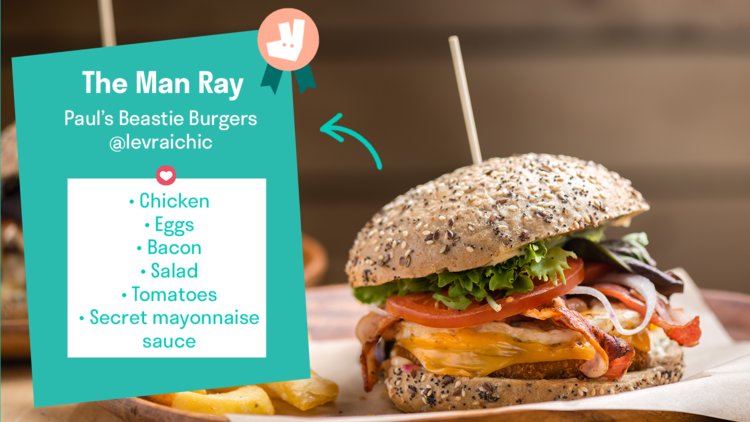 The Man Ray
Paul’s Beastie Burgers
@levraichic
• Chicken
• Eggs
• Bacon
• Salad
• Tomatoes
• Secret mayonnaise
sauce